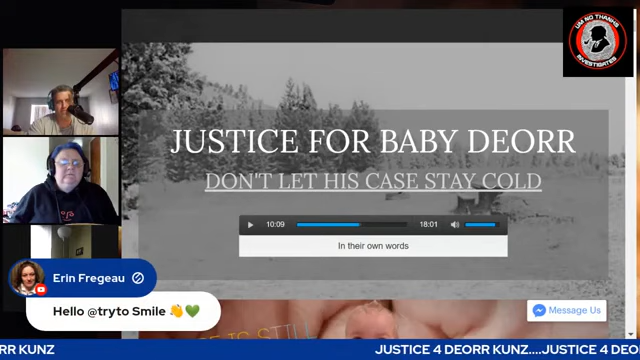 UM NO THANKS
INVESTIGATES
JUSTICE FOR BABY DEORR
DON'T LET HIS CASE STAY COLD
10:09
18:01
In their own words
Erin Fregeau
Hello @tryto Smile 👋💚
Message Us
RR KUNZ
JUSTICE 4 DEORR KUNZ....JUSTICE 4 DEO